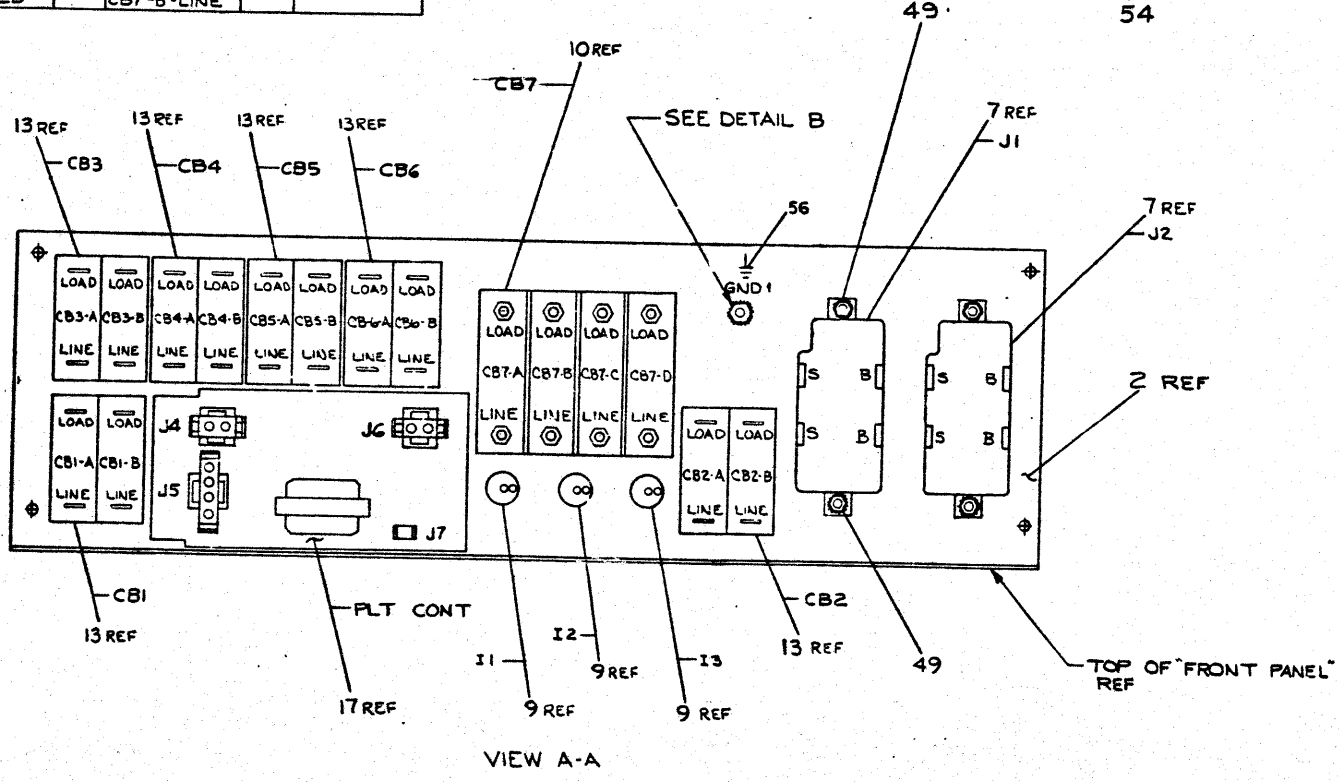 CB7-B-LINE
49
54
10 REF
CB7
13 REF
13 REF
13 REF
13 REF
CB3
CB4
CB5
CB6
SEE DETAIL B
7 REF
J1
7 REF
J2
56
GND 1
LOAD LOAD LOAD LOAD LOAD LOAD LOAD LOAD
CB3-A CB3-B CB4-A CB4-B CB5-A CB5-B CB6-A CB6-B
LINE LINE LINE LINE LINE LINE LINE LINE
LOAD LOAD LOAD LOAD
CB7-A CB7-B CB7-C CB7-D
LINE LINE LINE LINE
S B S B
S B S B
2 REF
LOAD LOAD
CB1-A CB1-B
LINE LINE
J4
J6
J5
J7
LOAD LOAD
CB2-A CB2-B
LINE LINE
CB1
13 REF
PLT CONT
17 REF
I1
9 REF
I2
9 REF
I3
9 REF
CB2
13 REF
49
TOP OF "FRONT PANEL"
REF
VIEW A-A